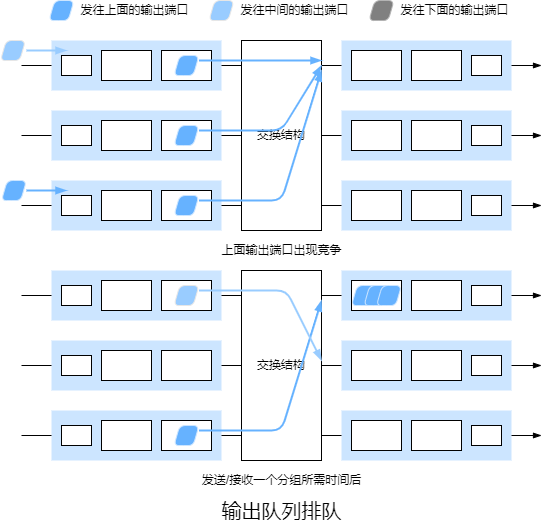 发往上面的输出端口
发往中间的输出端口
发往下面的输出端口
交换结构
上面输出端口出现竞争
交换结构
发送/接收一个分组所需时间后
输出队列排队